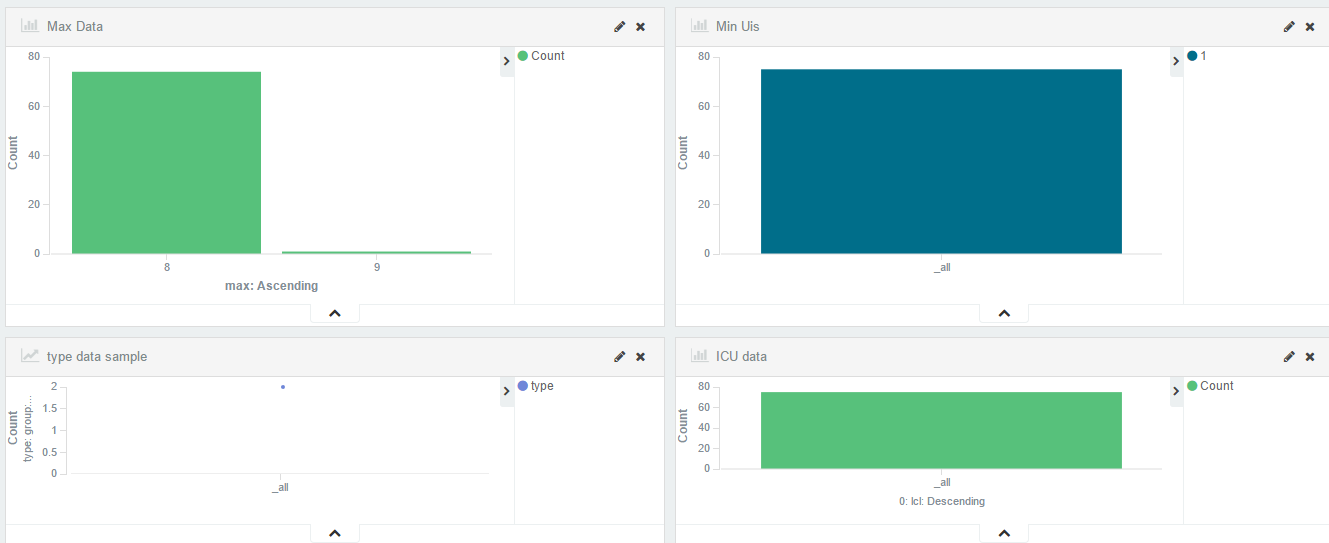 Max Data
80
60
40
20
0
Count
8
9
max: Ascending
Count
Min Uis
80
60
40
20
0
Count
_all
1
type data sample
2
1.5
1
0.5
0
Count
type: group:...
_all
type
ICU data
80
60
40
20
0
Count
_all
0: lcl: Descending
Count